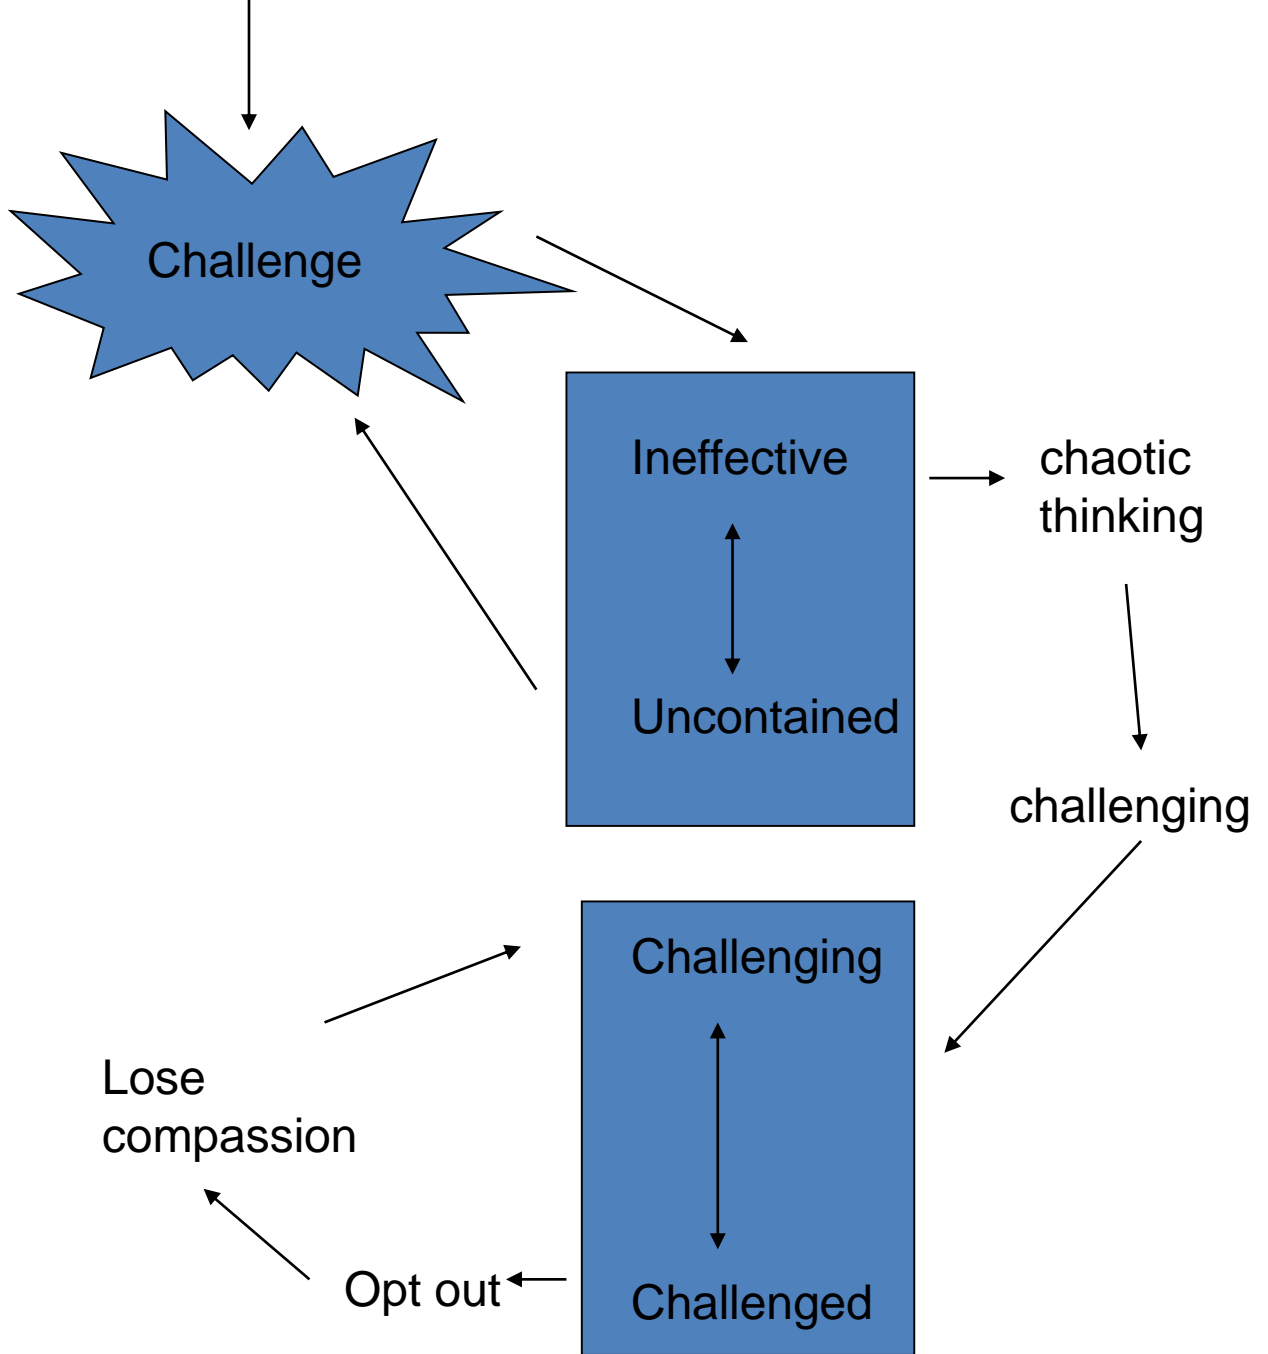 Challenge
Ineffective
chaotic
thinking
Uncontained
challenging
Challenging
Lose
compassion
Opt out
Challenged